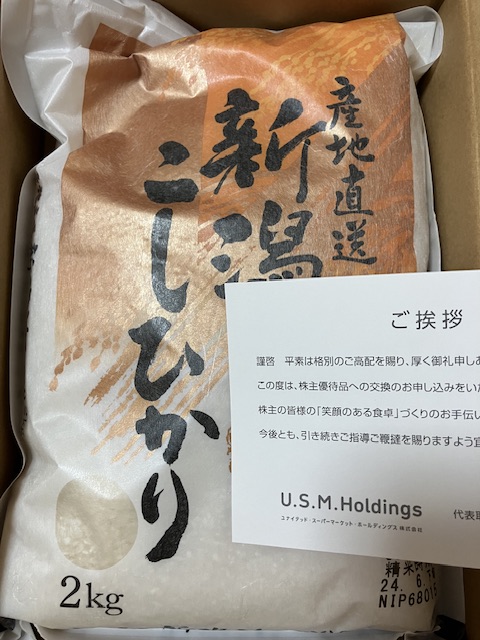 産地直送
新潟
こしひかり
2kg
ご挨拶
謹啓 平素は格別のご高配を賜り、厚く御礼申しあ
この度は、株主優待品への交換のお申し込みをいた
株主の皆様の「笑顔のある食卓」づくりのお手伝い
今後とも、引き続きご指導ご鞭撻を賜りますよう宜
U.S.M.Holdings
ユナイテッド・スーパーマーケット・ホールディングス 株式会社
代表取
24.6.
NIP6801